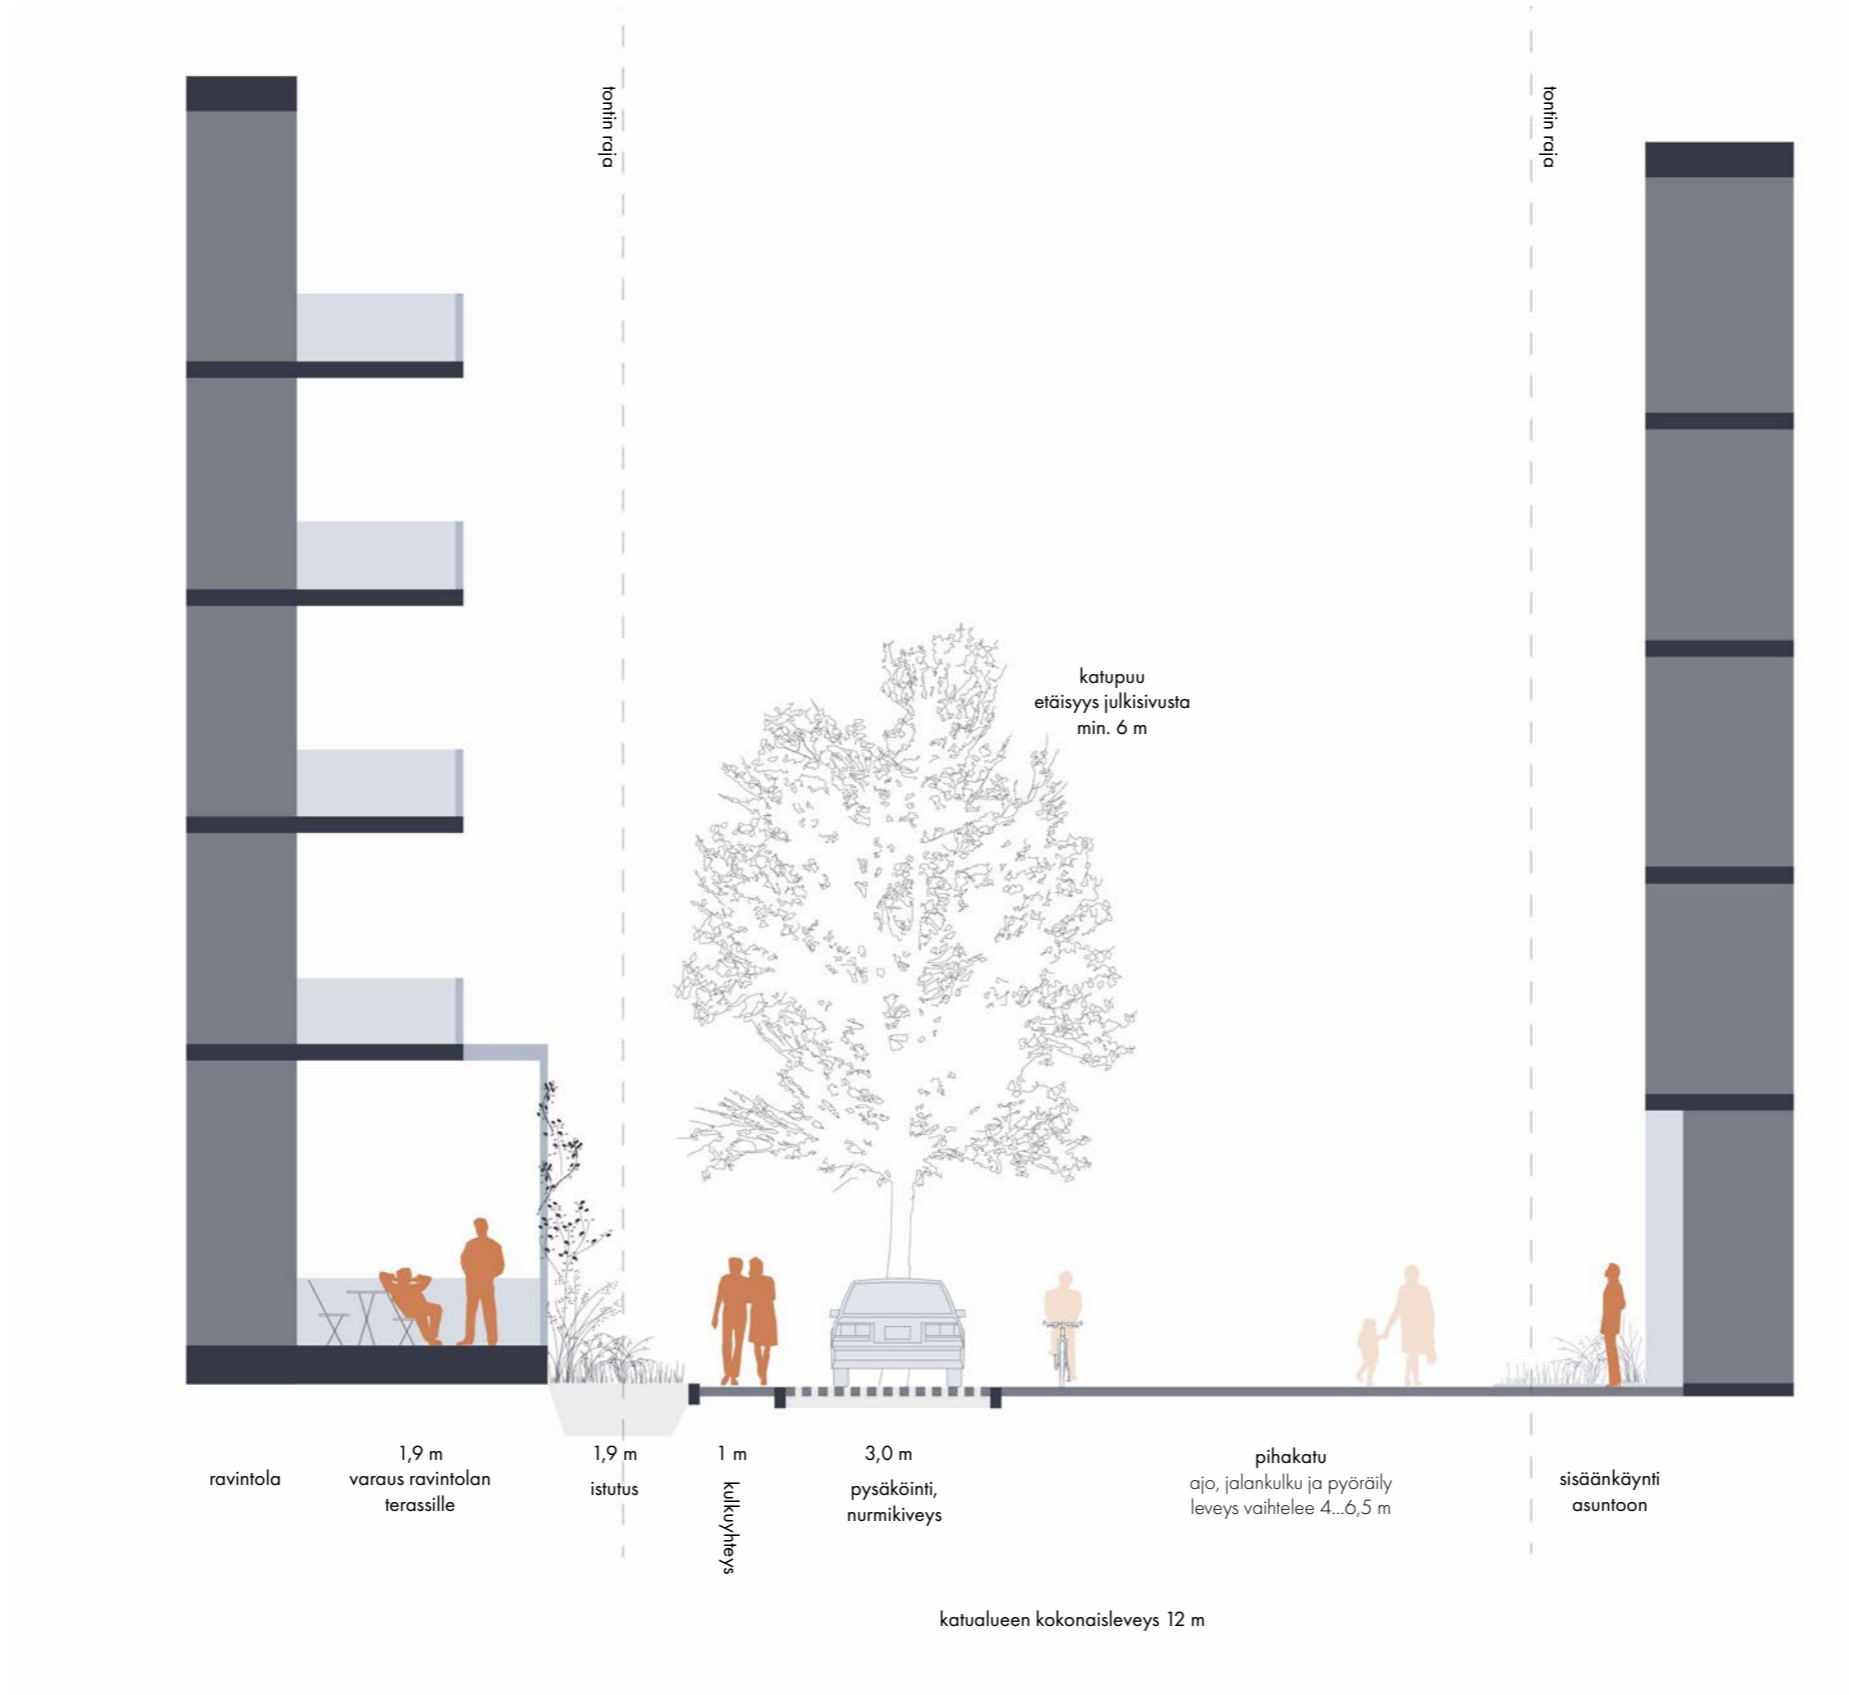 tontin raja
tontin raja
katupuu
etäisyys julkisivusta
min. 6 m
ravintola
1,9 m
varaus ravintolan
terassille
1,9 m
istutus
1 m
kulkuyhteys
3,0 m
pysäköinti,
nurmikiveys
pihakatu
ajo, jalankulku ja pyöräily
leveys vaihtelee 4...6,5 m
sisäänkäynti
asuntoon
katualueen kokonaisleveys 12 m